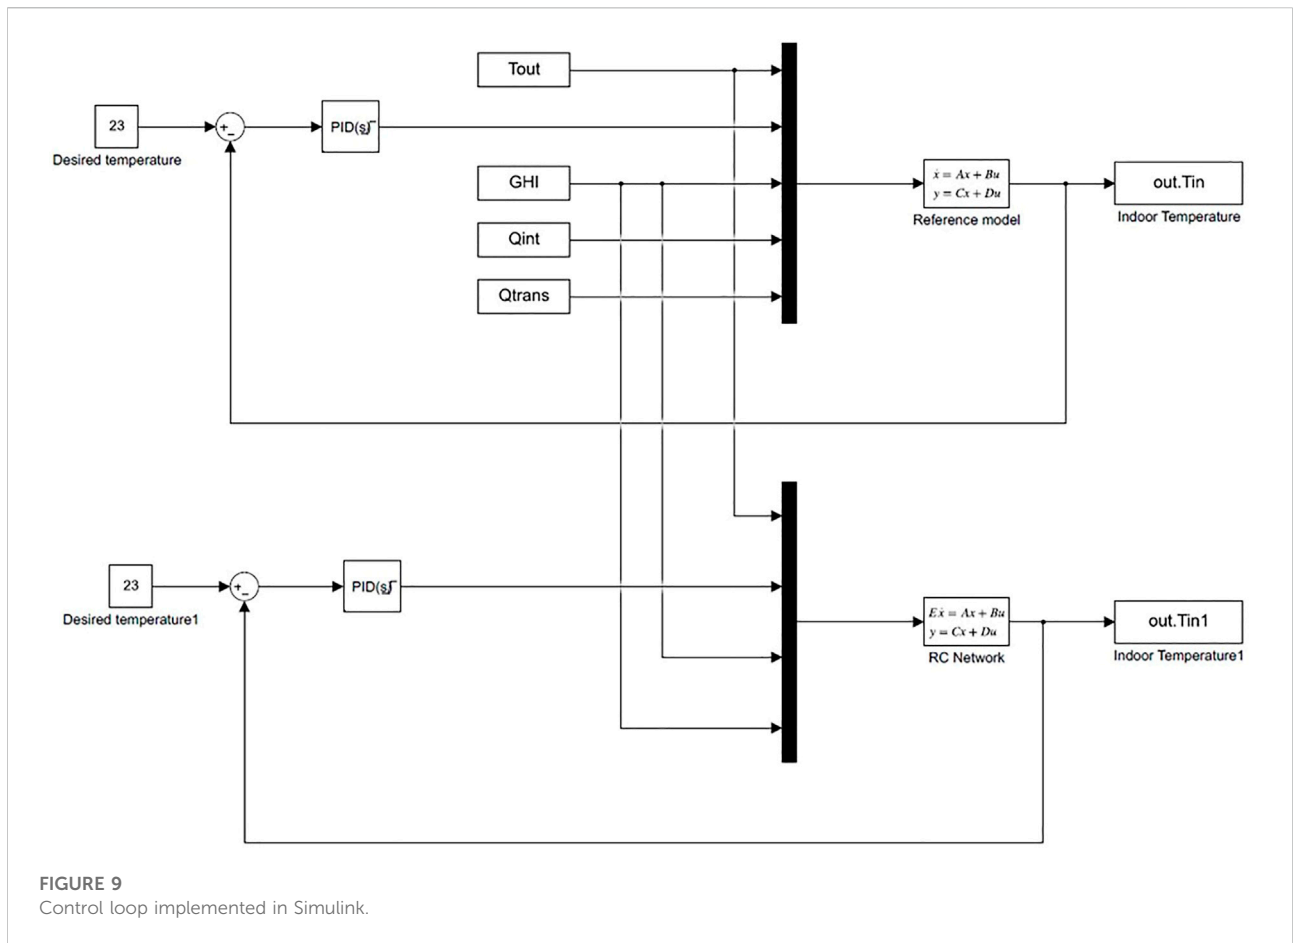 Tout
23
+
-
PID(s)
Desired temperature
GHI
ẋ = Ax + Bu
y = Cx + Du
out.Tin
Reference model
Indoor Temperature
Qint
Qtrans
23
+
-
PID(s)
Desired temperature1
Eẋ = Ax + Bu
y = Cx + Du
out.Tin1
RC Network
Indoor Temperature1
FIGURE 9
Control loop implemented in Simulink.